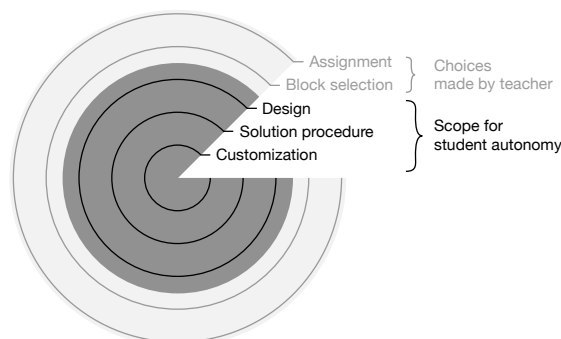 Assignment
Block selection
Choices
made by teacher
Design
Solution procedure
Customization
Scope for
student autonomy